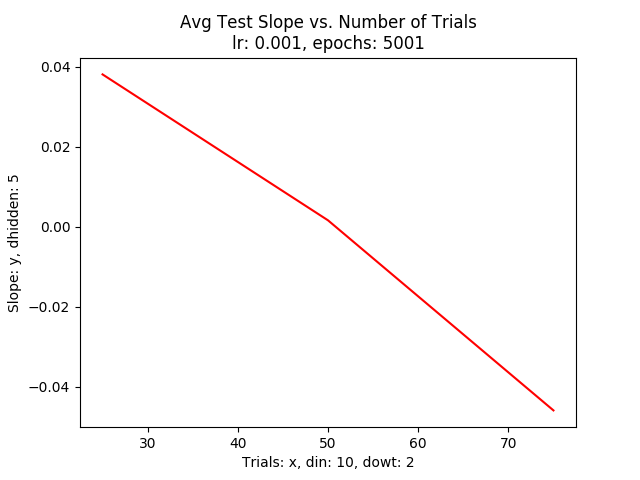 Avg Test Slope vs. Number of Trials
lr: 0.001, epochs: 5001
0.04
0.02
0.00
−0.02
−0.04
Slope: y, dhidden: 5
30 40 50 60 70
Trials: x, din: 10, dowt: 2